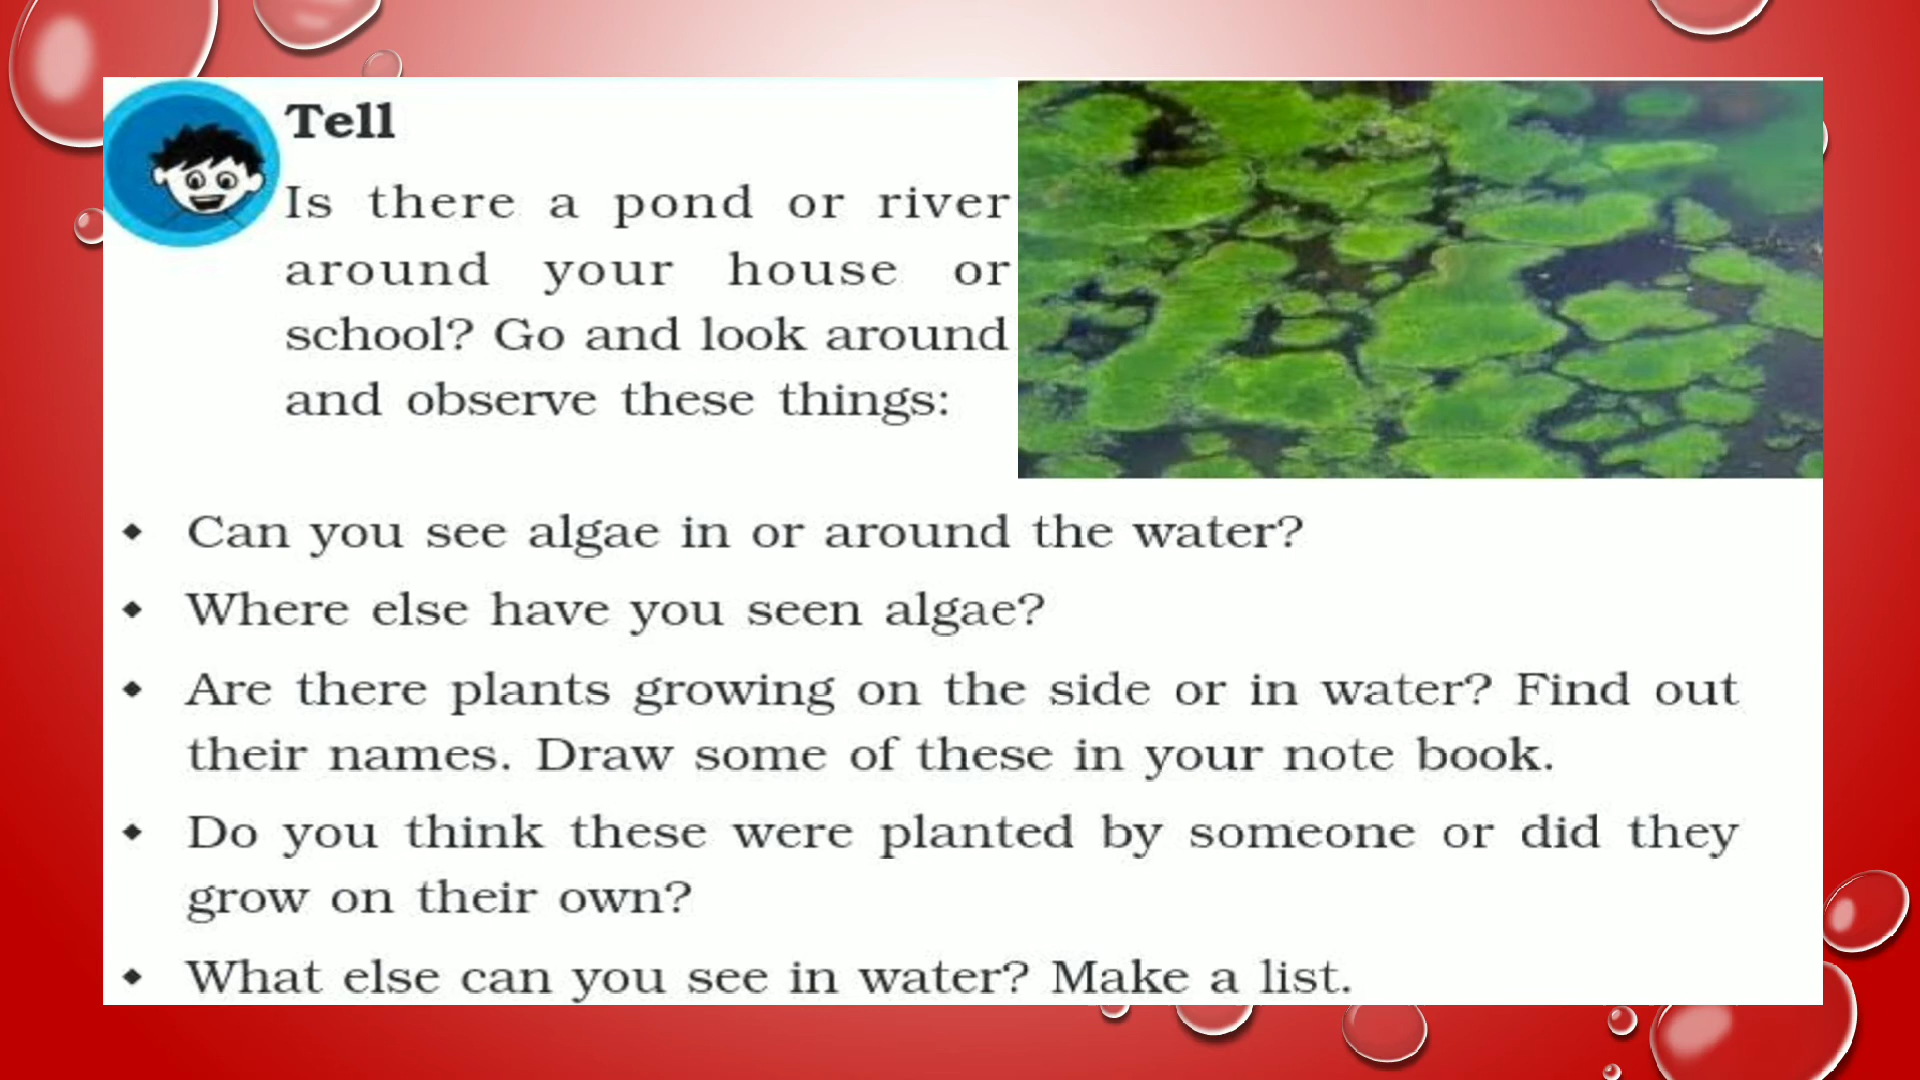 Tell
Is there a pond or river
around your house or
school? Go and look around
and observe these things:
◆ Can you see algae in or around the water?
◆ Where else have you seen algae?
◆ Are there plants growing on the side or in water? Find out
their names. Draw some of these in your note book.
◆ Do you think these were planted by someone or did they
grow on their own?
◆ What else can you see in water? Make a list.